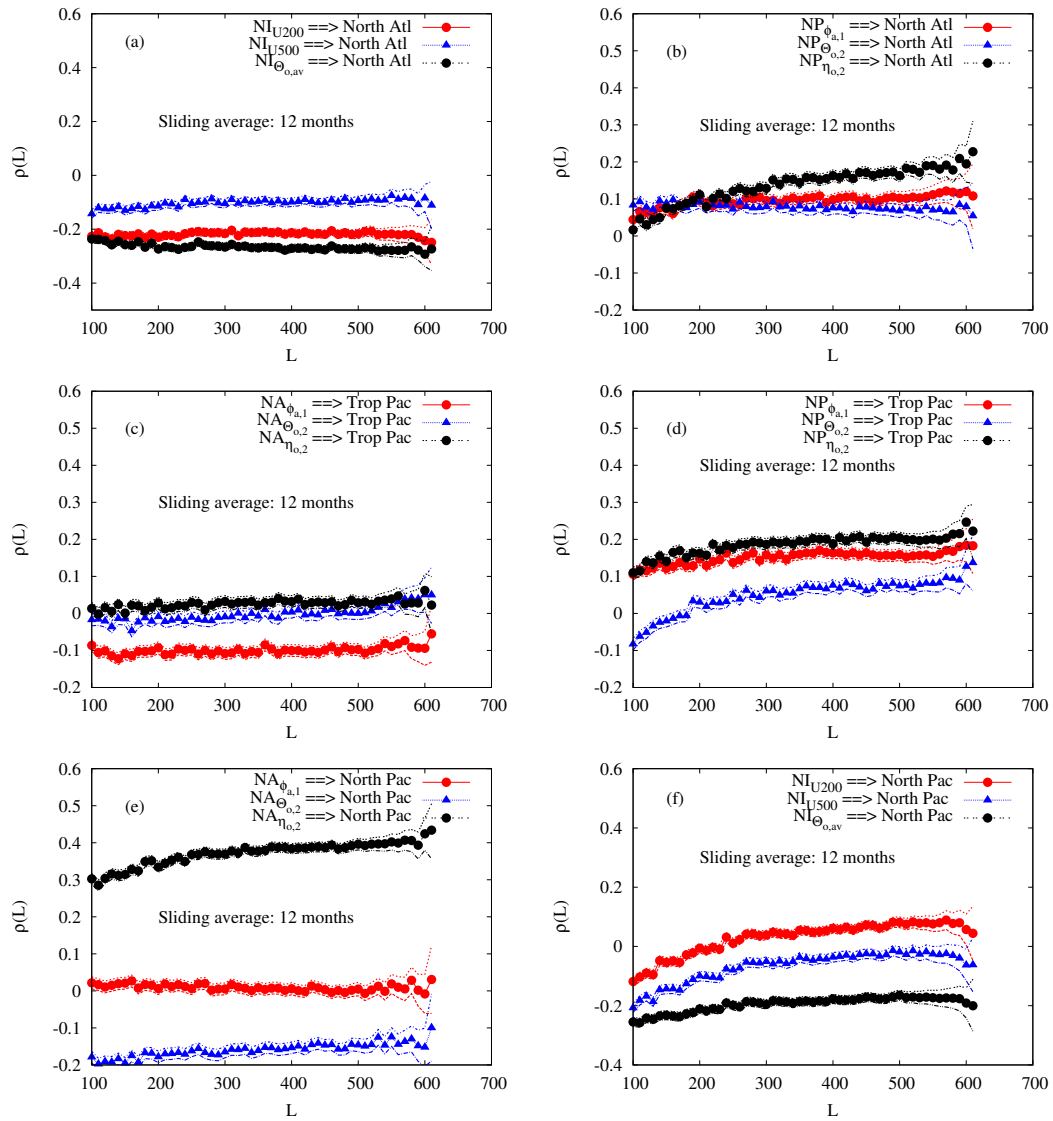 (a)
NI_U200 ==> North Atl
NI_U500 ==> North Atl
NI_Θo,av ==> North Atl
Sliding average: 12 months
ρ(L)
0.6
0.4
0.2
0
-0.2
-0.4
100 200 300 400 500 600 700
L
(b)
NP_ϕa,1 ==> North Atl
NP_Θo,2 ==> North Atl
NP_ηo,2 ==> North Atl
Sliding average: 12 months
ρ(L)
0.6
0.5
0.4
0.3
0.2
0.1
0
-0.1
-0.2
100 200 300 400 500 600 700
L
(c)
NA_ϕa,1 ==> Trop Pac
NA_Θo,2 ==> Trop Pac
NA_ηo,2 ==> Trop Pac
Sliding average: 12 months
ρ(L)
0.6
0.5
0.4
0.3
0.2
0.1
0
-0.1
-0.2
100 200 300 400 500 600 700
L
(d)
NP_ϕa,1 ==> Trop Pac
NP_Θo,2 ==> Trop Pac
NP_ηo,2 ==> Trop Pac
Sliding average: 12 months
ρ(L)
0.6
0.5
0.4
0.3
0.2
0.1
0
-0.1
-0.2
100 200 300 400 500 600 700
L
(e)
NA_ϕa,1 ==> North Pac
NA_Θo,2 ==> North Pac
NA_ηo,2 ==> North Pac
Sliding average: 12 months
ρ(L)
0.6
0.5
0.4
0.3
0.2
0.1
0
-0.1
-0.2
100 200 300 400 500 600 700
L
(f)
NI_U200 ==> North Pac
NI_U500 ==> North Pac
NI_Θo,av ==> North Pac
Sliding average: 12 months
ρ(L)
0.6
0.4
0.2
0
-0.2
-0.4
100 200 300 400 500 600 700
L